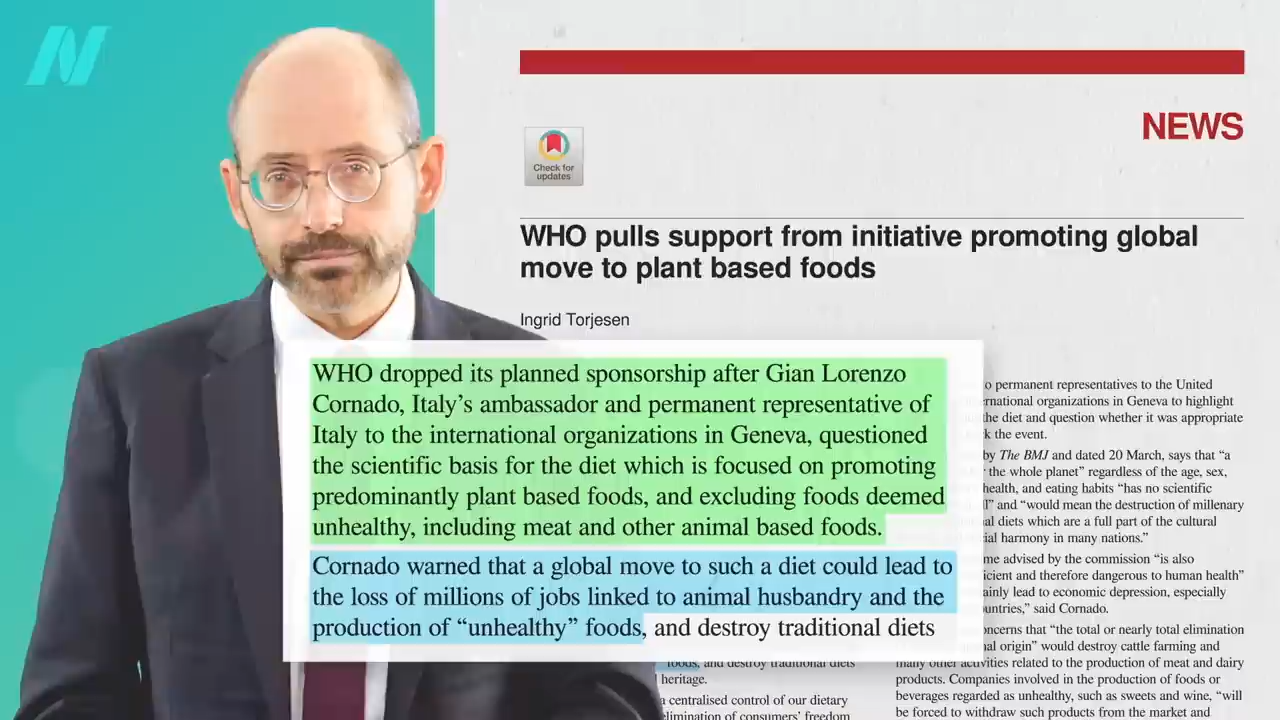 NEWS
Check for
updates
WHO pulls support from initiative promoting global
move to plant based foods
Ingrid Torjesen
WHO dropped its planned sponsorship after Gian Lorenzo
Cornado, Italy's ambassador and permanent representative of
Italy to the international organizations in Geneva, questioned
the scientific basis for the diet which is focused on promoting
predominantly plant based foods, and excluding foods deemed
unhealthy, including meat and other animal based foods.
Cornado warned that a global move to such a diet could lead to
the loss of millions of jobs linked to animal husbandry and the
production of “unhealthy” foods, and destroy traditional diets
foods, and destroy traditional diets
heritage.
a centralised control of our dietary
elimination of consumers' freedom
o permanent representatives to the United
ernational organizations in Geneva to highlight
the diet and question whether it was appropriate
k the event.
by The BMJ and dated 20 March, says that “a
r the whole planet” regardless of the age, sex,
health, and eating habits “has no scientific
” and “would mean the destruction of millenary
al diets which are a full part of the cultural
ial harmony in many nations.”
me advised by the commission “is also
icient and therefore dangerous to human health”
ainly lead to economic depression, especially
ountries,” said Cornado.
oncerns that “the total or nearly total elimination
al origin” would destroy cattle farming and
many other activities related to the production of meat and dairy
products. Companies involved in the production of foods or
beverages regarded as unhealthy, such as sweets and wine, “will
be forced to withdraw such products from the market and